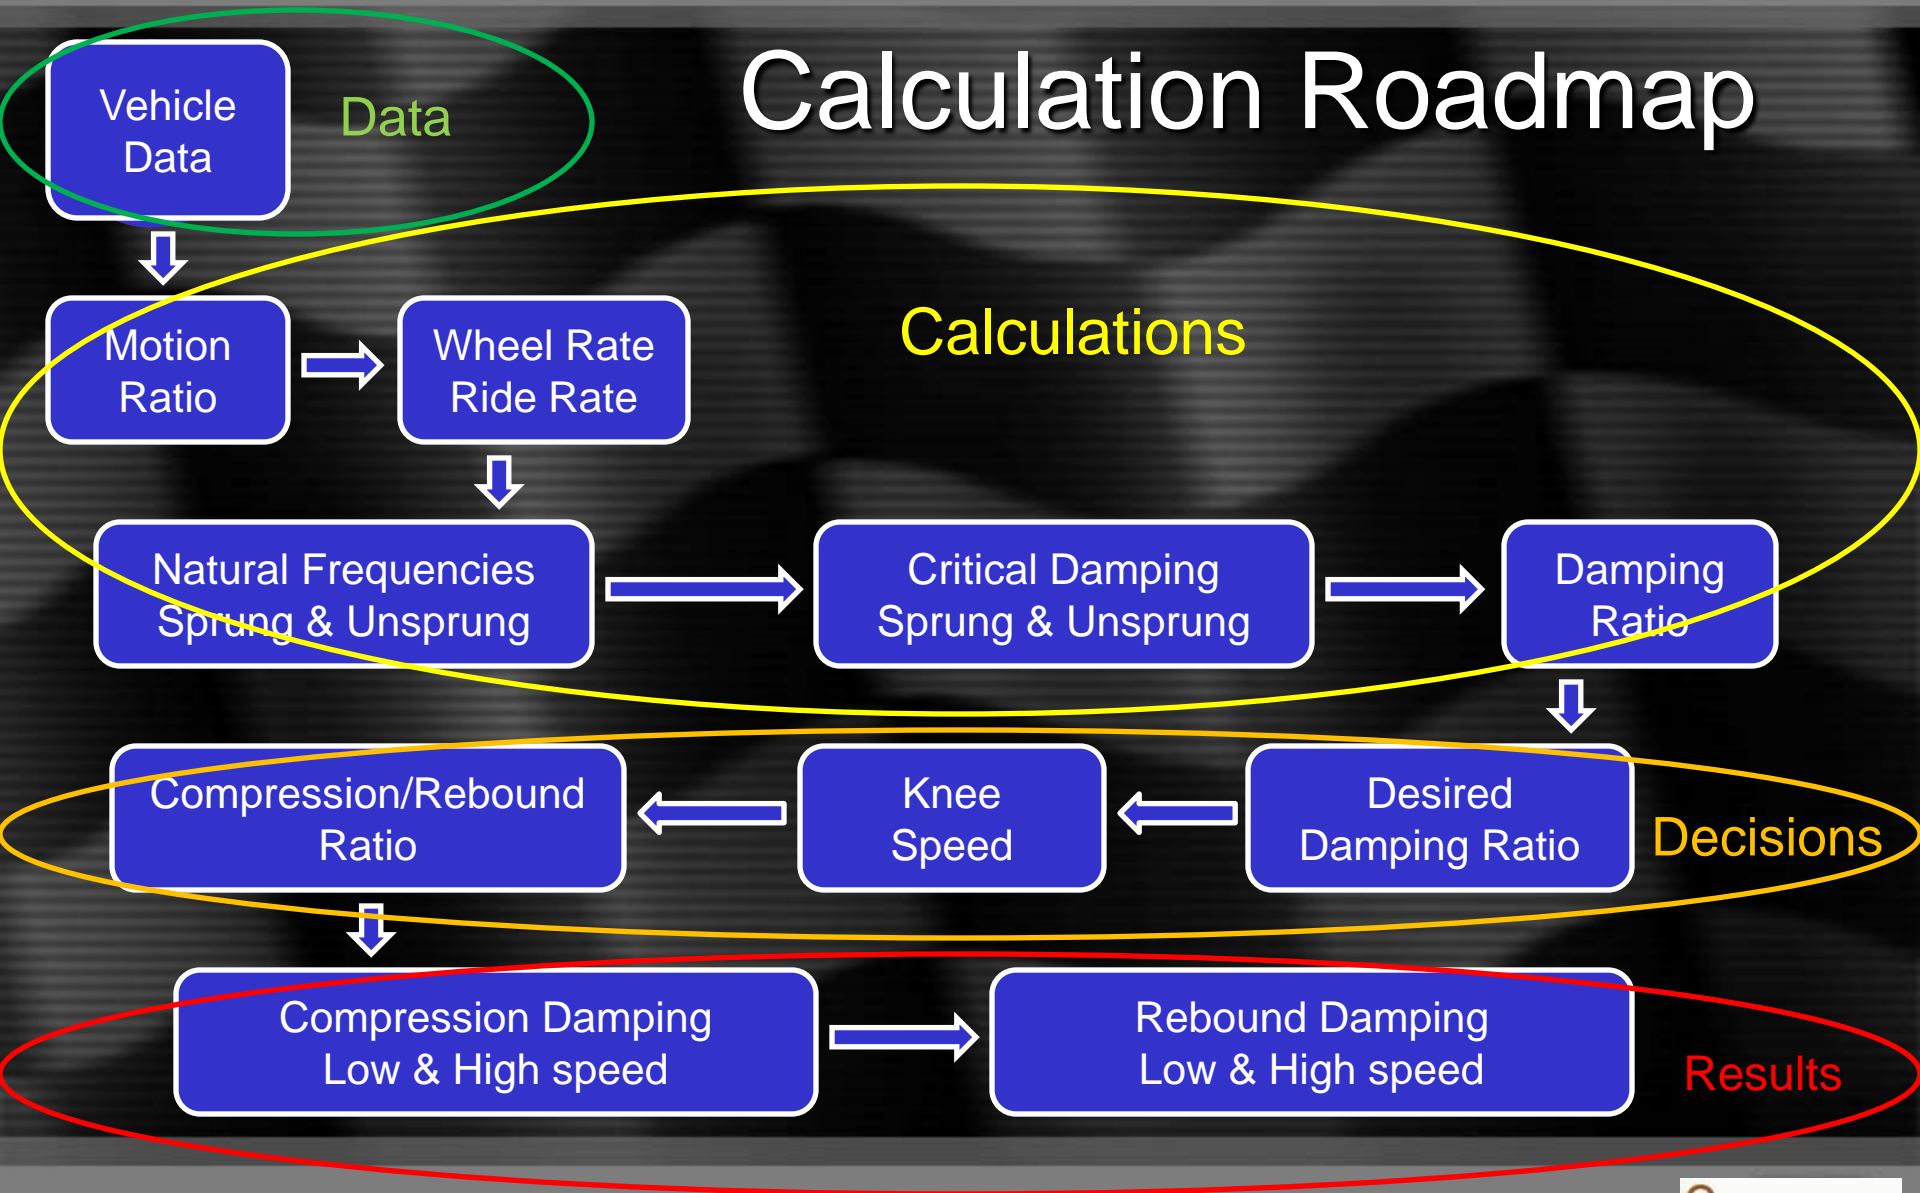 Calculation Roadmap
Vehicle
Data
Data
Motion
Ratio
Wheel Rate
Ride Rate
Calculations
Natural Frequencies
Sprung & Unsprung
Critical Damping
Sprung & Unsprung
Damping
Ratio
Compression/Rebound
Ratio
Knee
Speed
Desired
Damping Ratio
Decisions
Compression Damping
Low & High speed
Rebound Damping
Low & High speed
Results